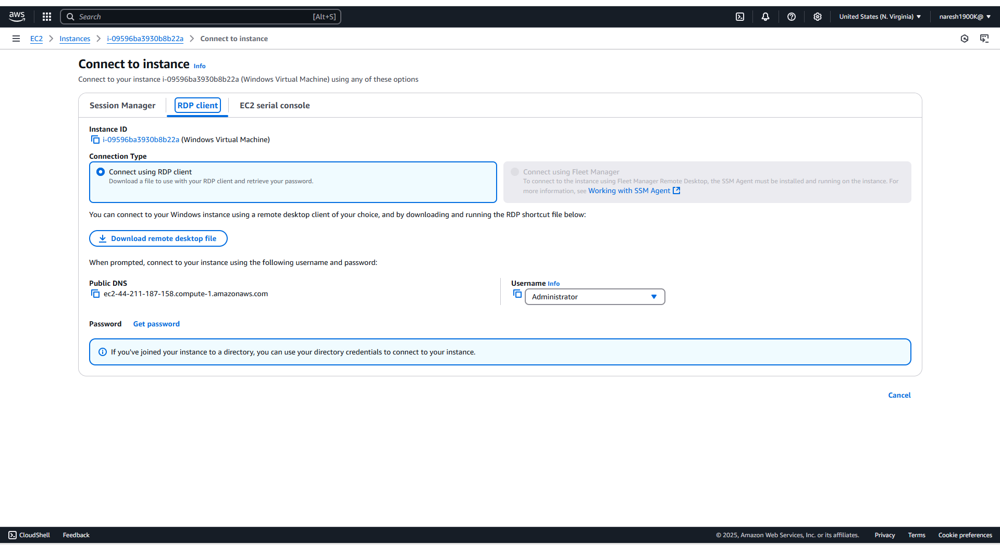 aws
Search [Alt+S]
United States (N. Virginia)
naresh1900K@
EC2
Instances
i-09596ba3930b8b22a
Connect to instance
Connect to instance Info
Connect to your instance i-09596ba3930b8b22a (Windows Virtual Machine) using any of these options
Session Manager
RDP client
EC2 serial console
Instance ID
i-09596ba3930b8b22a (Windows Virtual Machine)
Connection Type
Connect using RDP client
Download a file to use with your RDP client and retrieve your password.
Connect using Fleet Manager
To connect to the instance using Fleet Manager Remote Desktop, the SSM Agent must be installed and running on the instance. For
more information, see Working with SSM Agent
You can connect to your Windows instance using a remote desktop client of your choice, and by downloading and running the RDP shortcut file below:
Download remote desktop file
When prompted, connect to your instance using the following username and password:
Public DNS
ec2-44-211-187-158.compute-1.amazonaws.com
Username Info
Administrator
Password Get password
If you've joined your instance to a directory, you can use your directory credentials to connect to your instance.
Cancel
CloudShell
Feedback
© 2025, Amazon Web Services, Inc. or its affiliates.
Privacy
Terms
Cookie preferences